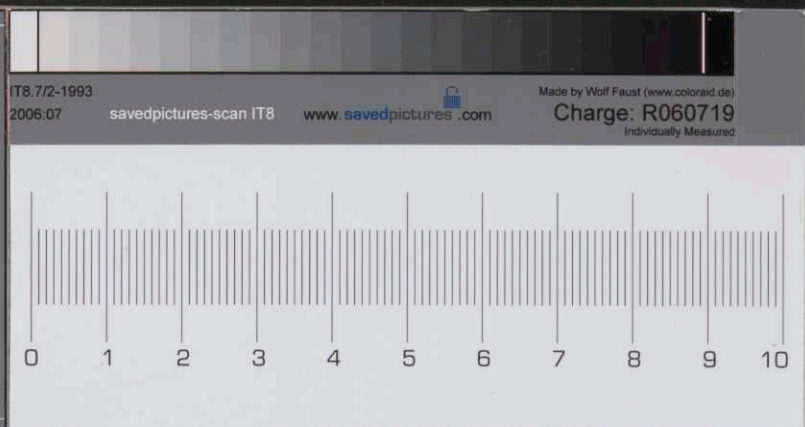 IT8.7/2-1993
2006:07
savedpictures-scan IT8
www.savedpictures.com
Made by Wolf Faust (www.coloraid.de)
Charge: R060719
Individually Measured
0 1 2 3 4 5 6 7 8 9 10